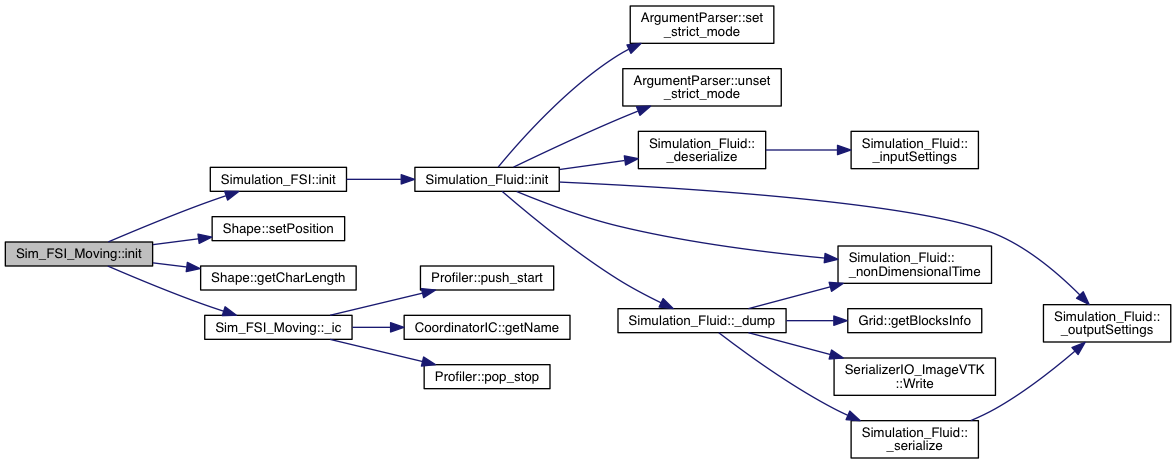 Sim_FSI_Moving::init
Simulation_FSI::init
Shape::setPosition
Shape::getCharLength
Sim_FSI_Moving::_ic
Simulation_Fluid::init
Profiler::push_start
CoordinatorIC::getName
Profiler::pop_stop
ArgumentParser::set
_strict_mode
ArgumentParser::unset
_strict_mode
Simulation_Fluid::
_deserialize
Simulation_Fluid::_dump
Simulation_Fluid::
_inputSettings
Simulation_Fluid::
_nonDimensionalTime
Grid::getBlocksInfo
SerializerIO_ImageVTK
::Write
Simulation_Fluid::
_serialize
Simulation_Fluid::
_outputSettings